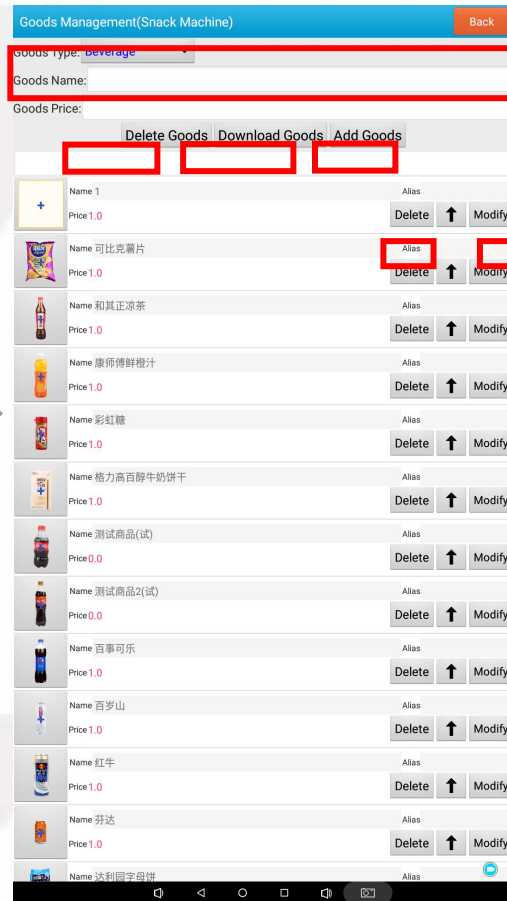 Goods Management(Snack Machine) Back
Goods Type: Beverage
Goods Name:
Goods Price:
Delete Goods Download Goods Add Goods
Name 1 Alias
Price 1.0 Delete ↑ Modify
Name 可比克薯片 Alias
Price 1.0 Delete ↑ Modify
Name 和其正凉茶 Alias
Price 1.0 Delete ↑ Modify
Name 康师傅鲜橙汁 Alias
Price 1.0 Delete ↑ Modify
Name 彩虹糖 Alias
Price 1.0 Delete ↑ Modify
Name 格力高百醇牛奶饼干 Alias
Price 1.0 Delete ↑ Modify
Name 测试商品(试) Alias
Price 0.0 Delete ↑ Modify
Name 测试商品2(试) Alias
Price 0.0 Delete ↑ Modify
Name 百事可乐 Alias
Price 1.0 Delete ↑ Modify
Name 百岁山 Alias
Price 1.0 Delete ↑ Modify
Name 红牛 Alias
Price 1.0 Delete ↑ Modify
Name 芬达 Alias
Price 1.0 Delete ↑ Modify
Name 达利园字母饼 Alias